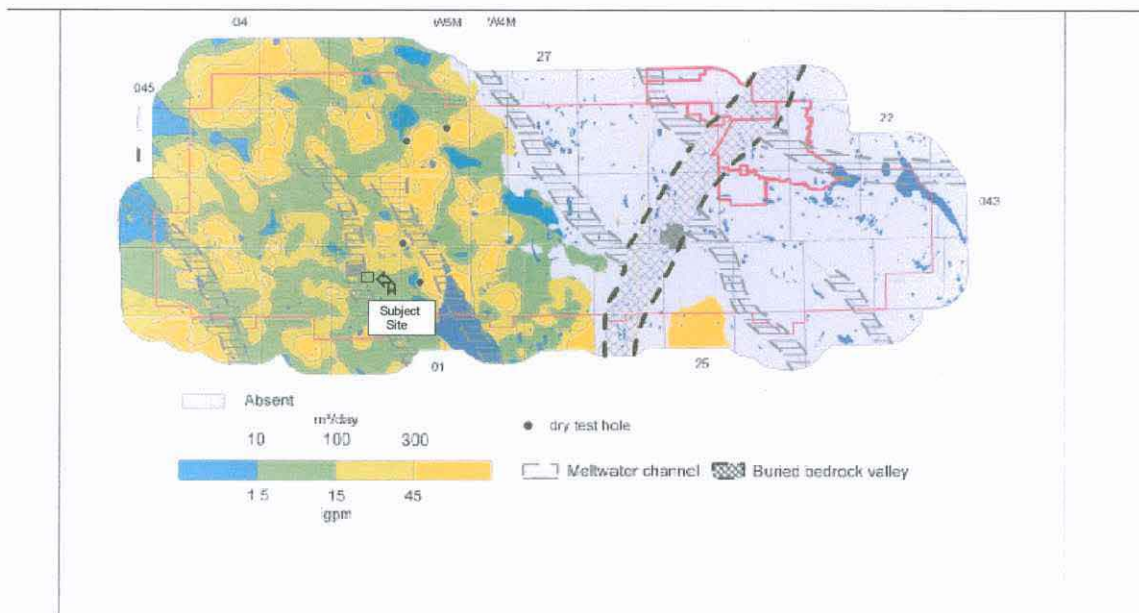 04 W5M W4M
27
045
22
043
Subject
Site
01 25
Absent
m³/day
dry test hole
10 100 300
Meltwater channel Buried bedrock valley
1.5 15 45
igpm